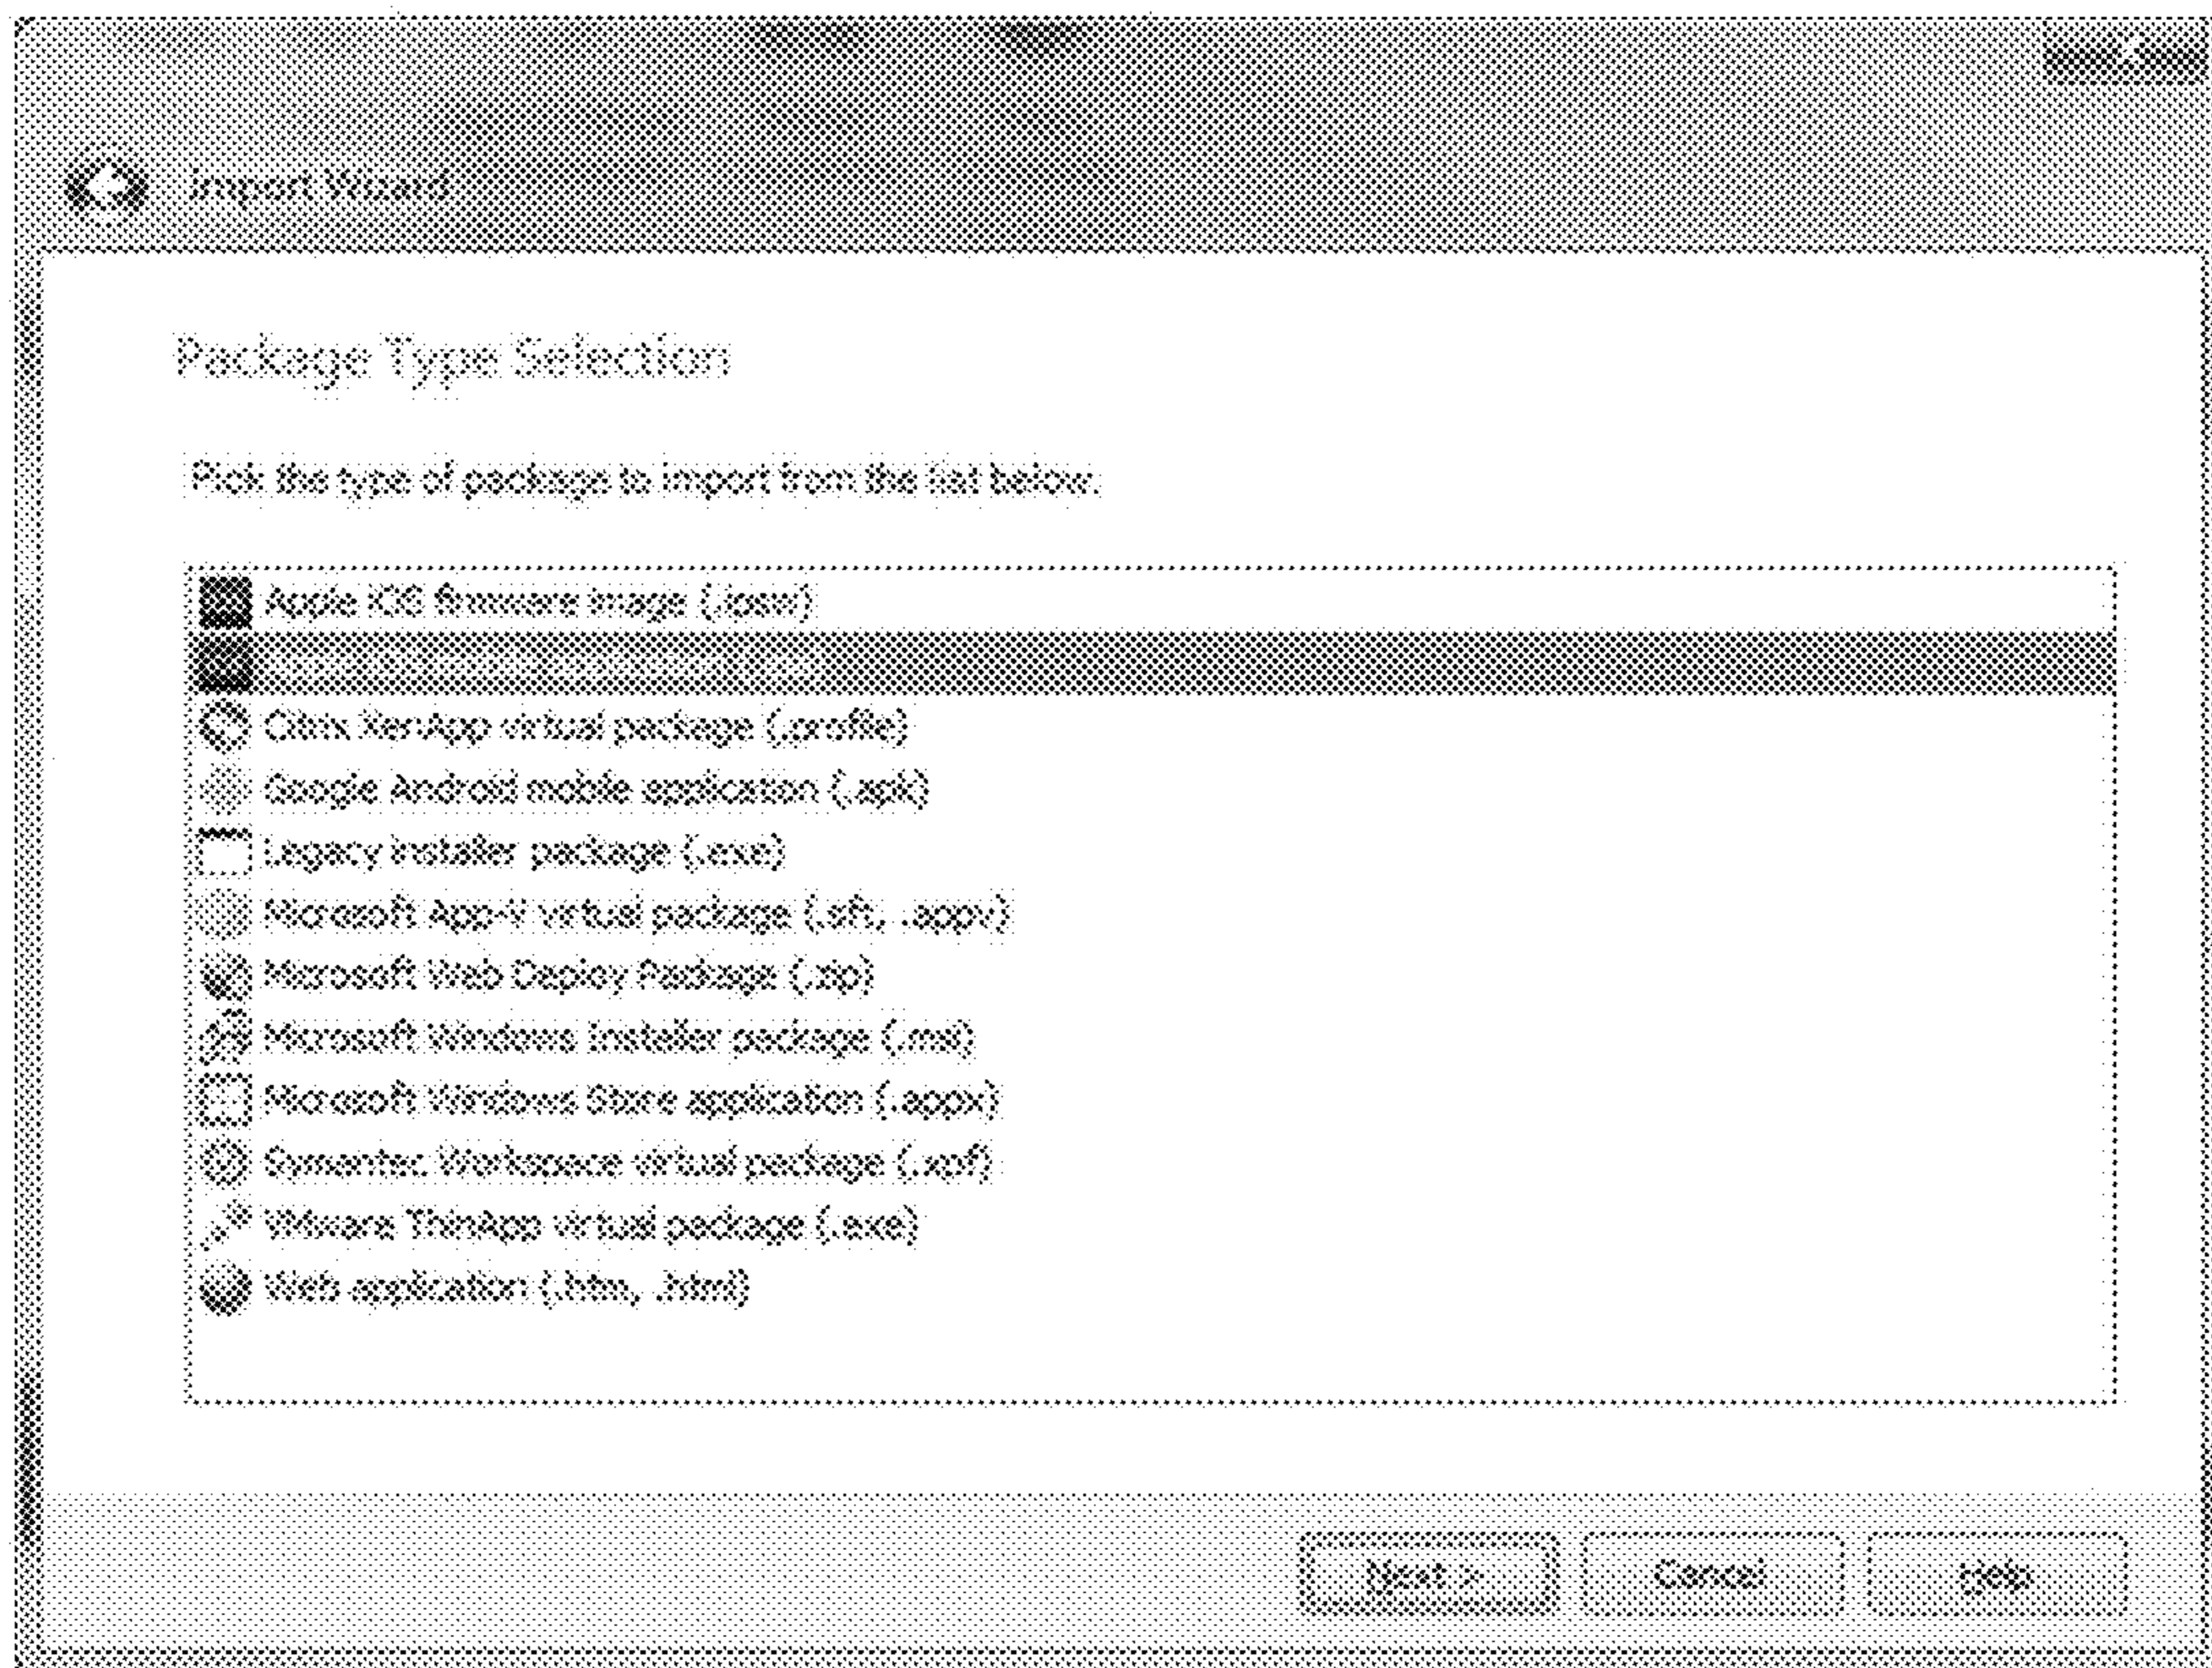 Import Wizard
Package Type Selection
Pick the type of package to import from the list below.
Apple iOS firmware image (.ipsw)
Citrix XenApp virtual package (.profile)
Google Android mobile application (.apk)
Legacy installer package (.exe)
Microsoft App-V virtual package (.sft, .appv)
Microsoft Web Deploy Package (.zip)
Microsoft Windows Installer package (.msi)
Microsoft Windows Store application (.appx)
Symantec Workspace virtual package (.xpf)
VMware ThinApp virtual package (.exe)
Web application (.htm, .html)
Next > Cancel Help